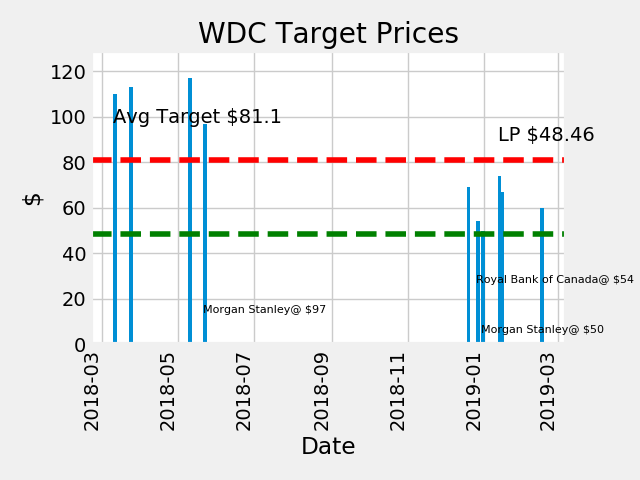 WDC Target Prices
120
100
80
60
40
20
0
$
Avg Target $81.1
LP $48.46
Royal Bank of Canada@ $54
Morgan Stanley@ $97
Morgan Stanley@ $50
2018-03
2018-05
2018-07
2018-09
2018-11
2019-01
2019-03
Date